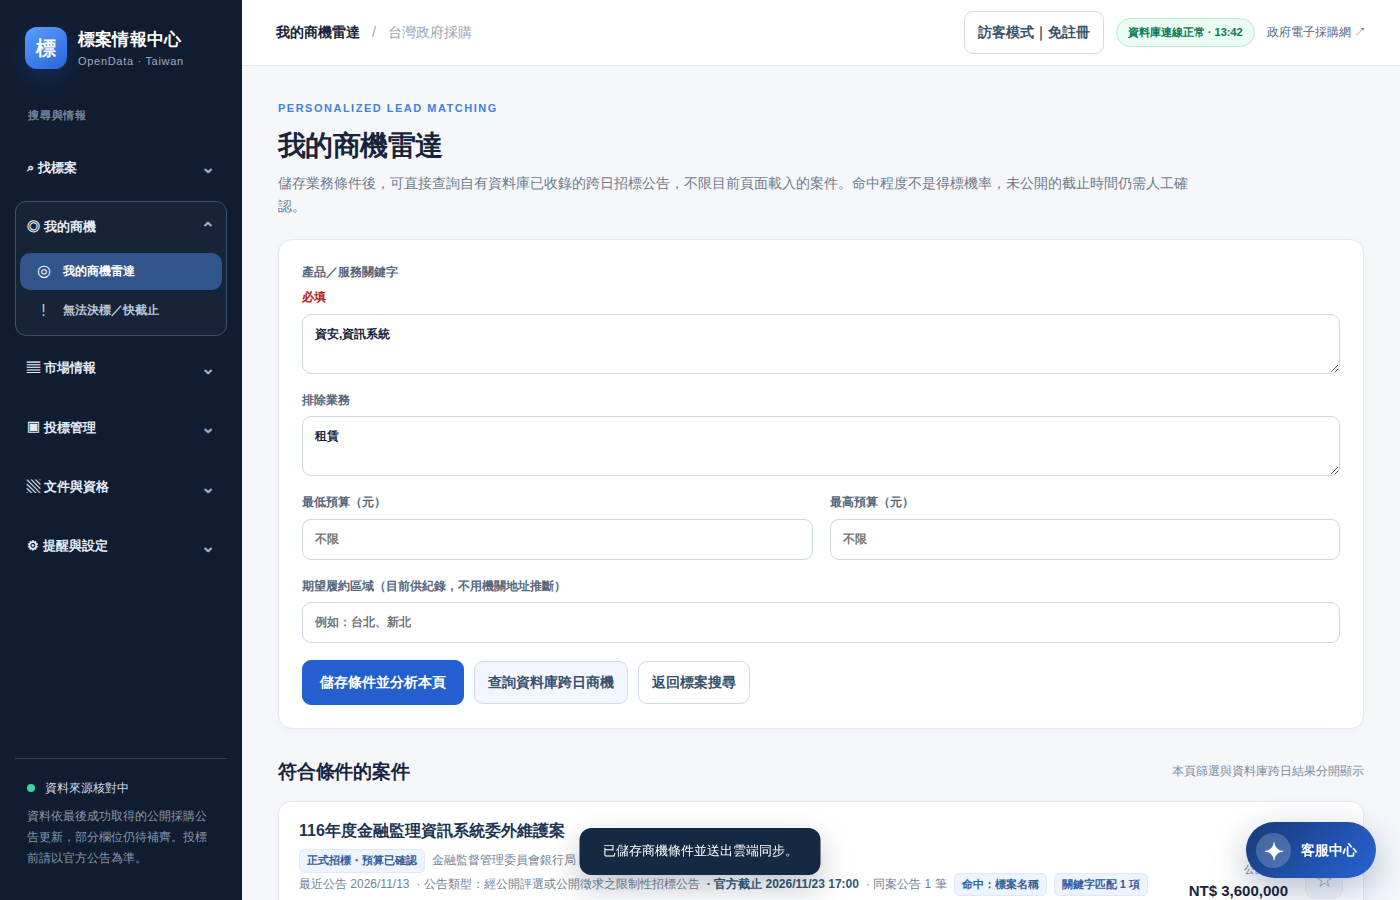 標
標案情報中心
OpenData · Taiwan
搜尋與情報
找標案
◎ 我的商機
◎ 我的商機雷達
! 無法決標／快截止
▤ 市場情報
▣ 投標管理
▧ 文件與資格
⚙ 提醒與設定
資料來源核對中
資料依最後成功取得的公開採購公
告更新，部分欄位仍待補齊。投標
前請以官方公告為準。
我的商機雷達 / 台灣政府採購
訪客模式｜免註冊
資料庫連線正常 · 13:42
政府電子採購網 ↗
PERSONALIZED LEAD MATCHING
我的商機雷達
儲存業務條件後，可直接查詢自有資料庫已收錄的跨日招標公告，不限目前頁面載入的案件。命中程度不是得標機率，未公開的截止時間仍需人工確
認。
產品／服務關鍵字
必填
資安,資訊系統
排除業務
租賃
最低預算（元）
最高預算（元）
不限
不限
期望履約區域（目前供紀錄，不用機關地址推斷）
例如：台北、新北
儲存條件並分析本頁
查詢資料庫跨日商機
返回標案搜尋
符合條件的案件
本頁篩選與資料庫跨日結果分開顯示
116年度金融監理資訊系統委外維護案
正式招標・預算已確認 金融監督管理委員會銀行局
已儲存商機條件並送出雲端同步。
最近公告 2026/11/13 · 公告類型：經公開評選或公開徵求之限制性招標公告 · 官方截止 2026/11/23 17:00 · 同案公告 1 筆 命中：標案名稱 關鍵字匹配 1 項
NT$ 3,600,000
☆
客服中心